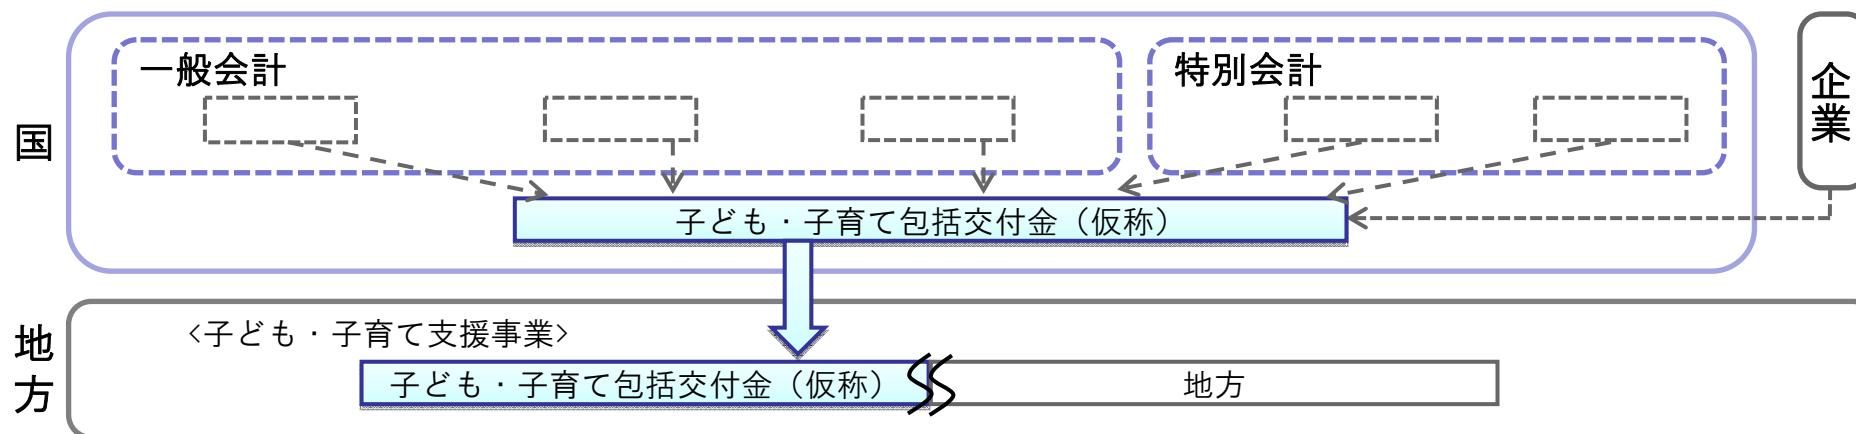 国
一般会計
特別会計
企業
子ども・子育て包括交付金（仮称）
地方
<子ども・子育て支援事業>
子ども・子育て包括交付金（仮称）
地方